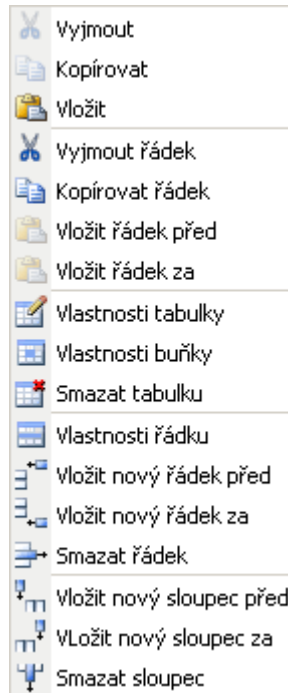 Vyjmout
Kopírovat
Vložit
Vyjmout řádek
Kopírovat řádek
Vložit řádek před
Vložit řádek za
Vlastnosti tabulky
Vlastnosti buňky
Smazat tabulku
Vlastnosti řádku
Vložit nový řádek před
Vložit nový řádek za
Smazat řádek
Vložit nový sloupec před
VLožit nový sloupec za
Smazat sloupec